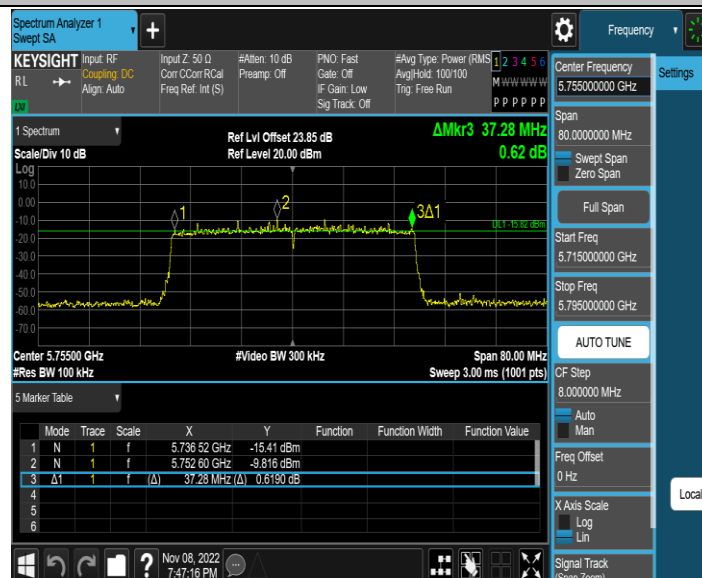 Spectrum Analyzer 1
Swept SA
+
Frequency
KEYSIGHT Input: RF Input Z: 50 Ω #Atten: 10 dB PNO: Fast #Avg Type: Power (RMS 1 2 3 4 5 6
RL Coupling: DC Corr CCorr RCal Preamp: Off Gate: Off Avg|Hold: 100/100 M W W W W W
Align: Auto Freq Ref: Int (S) IF Gain: Low Trig: Free Run
Sig Track: Off P P P P P P
1 Spectrum
Ref Lvl Offset 23.85 dB ΔMkr3 37.28 MHz
Scale/Div 10 dB Ref Level 20.00 dBm 0.62 dB
Log
10.0
0.00
-10.0
-20.0
-30.0
-40.0
-50.0
-60.0
-70.0
1
2
3Δ1
DL1 -15.82 dBm
Center 5.75500 GHz #Video BW 300 kHz Span 80.00 MHz
#Res BW 100 kHz Sweep 3.00 ms (1001 pts)
5 Marker Table
Mode Trace Scale X Y Function Function Width Function Value
1 N 1 f 5.736 52 GHz -15.41 dBm
2 N 1 f 5.752 60 GHz -9.816 dBm
3 Δ1 1 f (Δ) 37.28 MHz (Δ) 0.6190 dB
4
5
6
Nov 08, 2022
7:47:16 PM
Center Frequency
5.755000000 GHz
Settings
Span
80.0000000 MHz
Swept Span
Zero Span
Full Span
Start Freq
5.715000000 GHz
Stop Freq
5.795000000 GHz
AUTO TUNE
CF Step
8.000000 MHz
Auto
Man
Freq Offset
0 Hz
X Axis Scale
Log
Lin
Local
Signal Track
(Span Zoom)